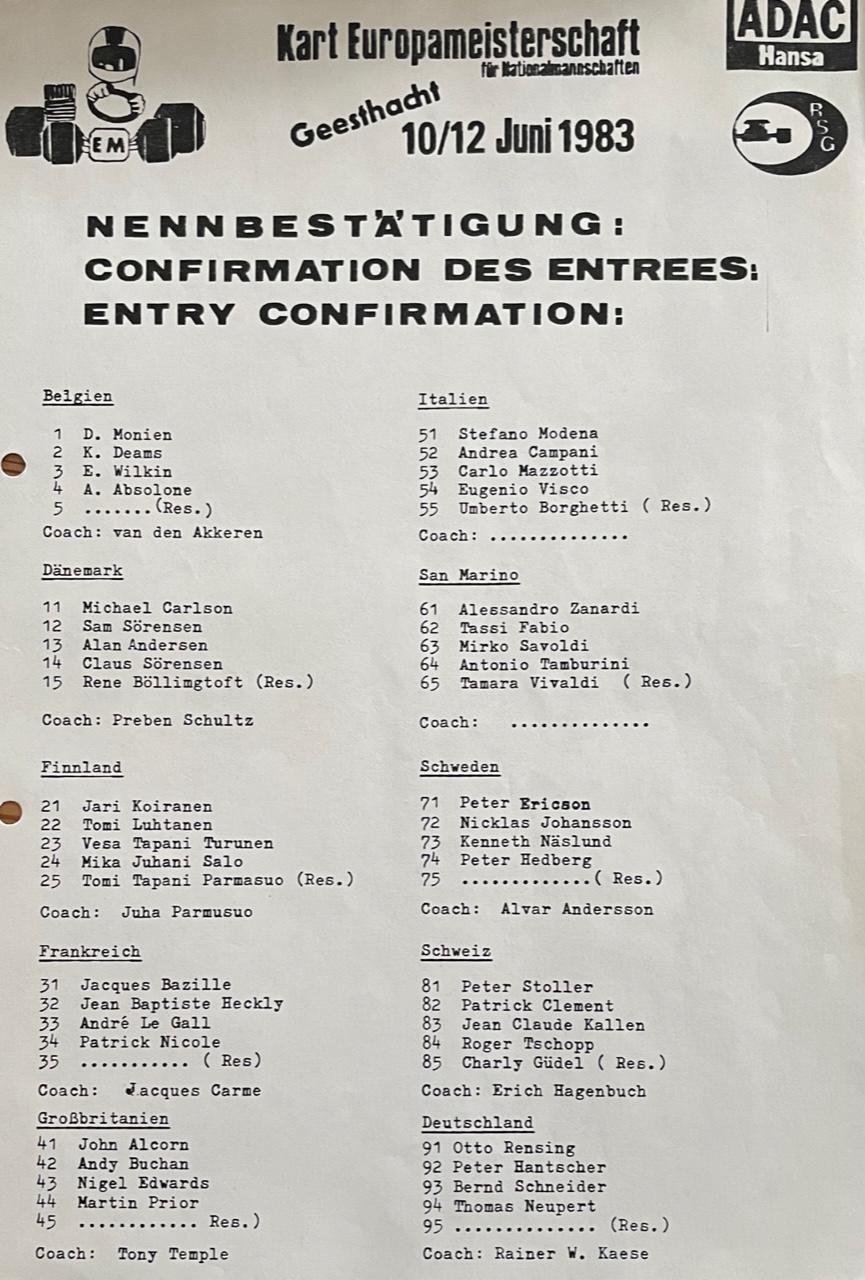 Kart Europameisterschaft
für Nationalmannschaften
Geesthacht
10/12 Juni 1983
EM
ADAC
Hansa
RSG
NENNBESTÄTIGUNG:
CONFIRMATION DES ENTREES:
ENTRY CONFIRMATION:
Belgien
1 D. Monien
2 K. Deams
3 E. Wilkin
4 A. Absolone
5 .......(Res.)
Coach: van den Akkeren
Dänemark
11 Michael Carlson
12 Sam Sörensen
13 Alan Andersen
14 Claus Sörensen
15 Rene Böllimgtoft (Res.)
Coach: Preben Schultz
Finnland
21 Jari Koiranen
22 Tomi Luhtanen
23 Vesa Tapani Turunen
24 Mika Juhani Salo
25 Tomi Tapani Parmasuo (Res.)
Coach: Juha Parmusuo
Frankreich
31 Jacques Bazille
32 Jean Baptiste Heckly
33 André Le Gall
34 Patrick Nicole
35 ........... ( Res)
Coach: Jacques Carme
Großbritanien
41 John Alcorn
42 Andy Buchan
43 Nigel Edwards
44 Martin Prior
45 ............ Res.)
Coach: Tony Temple
Italien
51 Stefano Modena
52 Andrea Campani
53 Carlo Mazzotti
54 Eugenio Visco
55 Umberto Borghetti ( Res.)
Coach: ..............
San Marino
61 Alessandro Zanardi
62 Tassi Fabio
63 Mirko Savoldi
64 Antonio Tamburini
65 Tamara Vivaldi ( Res.)
Coach: ..............
Schweden
71 Peter Ericson
72 Nicklas Johansson
73 Kenneth Näslund
74 Peter Hedberg
75 .............( Res.)
Coach: Alvar Andersson
Schweiz
81 Peter Stoller
82 Patrick Clement
83 Jean Claude Kallen
84 Roger Tschopp
85 Charly Güdel ( Res.)
Coach: Erich Hagenbuch
Deutschland
91 Otto Rensing
92 Peter Hantscher
93 Bernd Schneider
94 Thomas Neupert
95 .............. (Res.)
Coach: Rainer W. Kaese